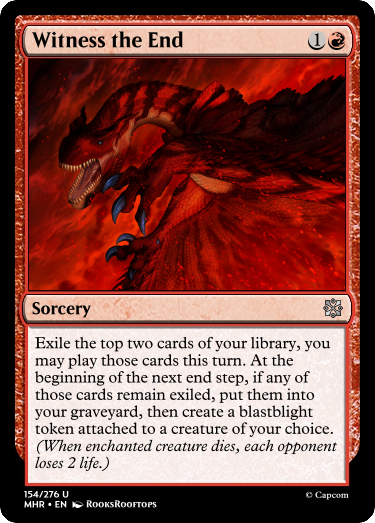 Witness the End
1
Sorcery
Exile the top two cards of your library, you
may play those cards this turn. At the
beginning of the next end step, if any of
those cards remain exiled, put them into
your graveyard, then create a blastblight
token attached to a creature of your choice.
(When enchanted creature dies, each opponent
loses 2 life.)
154/276 U
MHR • EN RooksRooftops
© Capcom